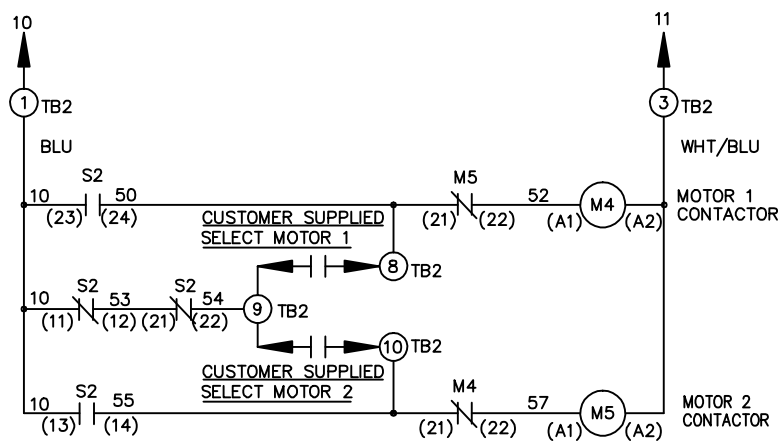 10 11
1 TB2 3 TB2
BLU WHT/BLU
S2 M5
10 50 52 M4 MOTOR 1
(23) (24) (21) (22) (A1) (A2) CONTACTOR
CUSTOMER SUPPLIED
SELECT MOTOR 1
8 TB2
S2 S2
10 53 54
(11) (12) (21) (22)
9 TB2
10 TB2
CUSTOMER SUPPLIED
SELECT MOTOR 2
S2 M4
10 55 57 M5 MOTOR 2
(13) (14) (21) (22) (A1) (A2) CONTACTOR